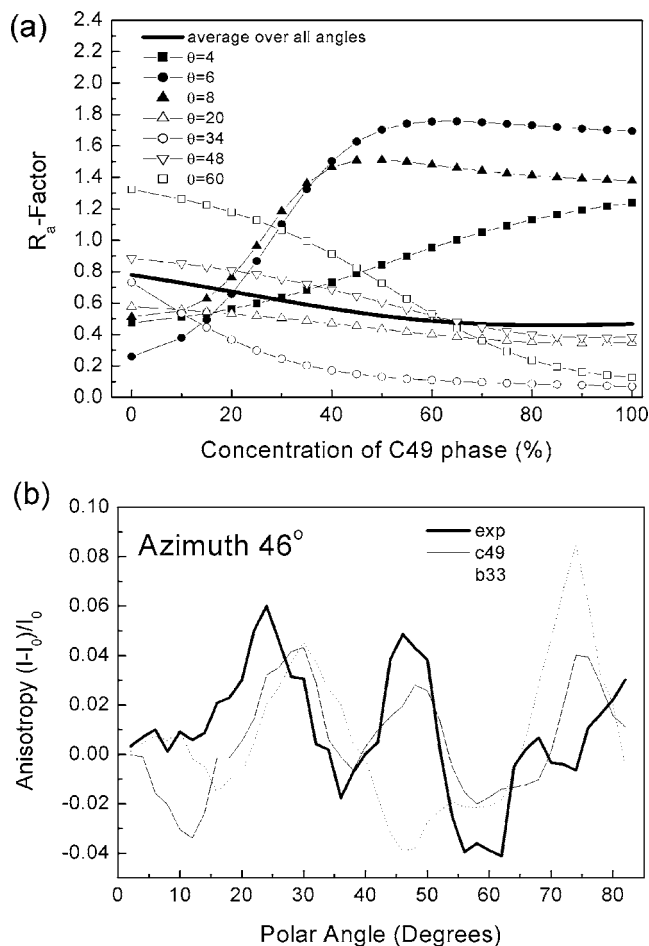 (a)
average over all angles
θ=4
θ=6
θ=8
θ=20
θ=34
θ=48
θ=60
2.4
2.2
2.0
1.8
1.6
1.4
1.2
1.0
0.8
0.6
0.4
0.2
0.0
Ra-Factor
0 20 40 60 80 100
Concentration of C49 phase (%)
(b)
Azimuth 46°
exp
c49
b33
0.10
0.08
0.06
0.04
0.02
0.00
-0.02
-0.04
Anisotropy (I-I0)/I0
0 10 20 30 40 50 60 70 80
Polar Angle (Degrees)